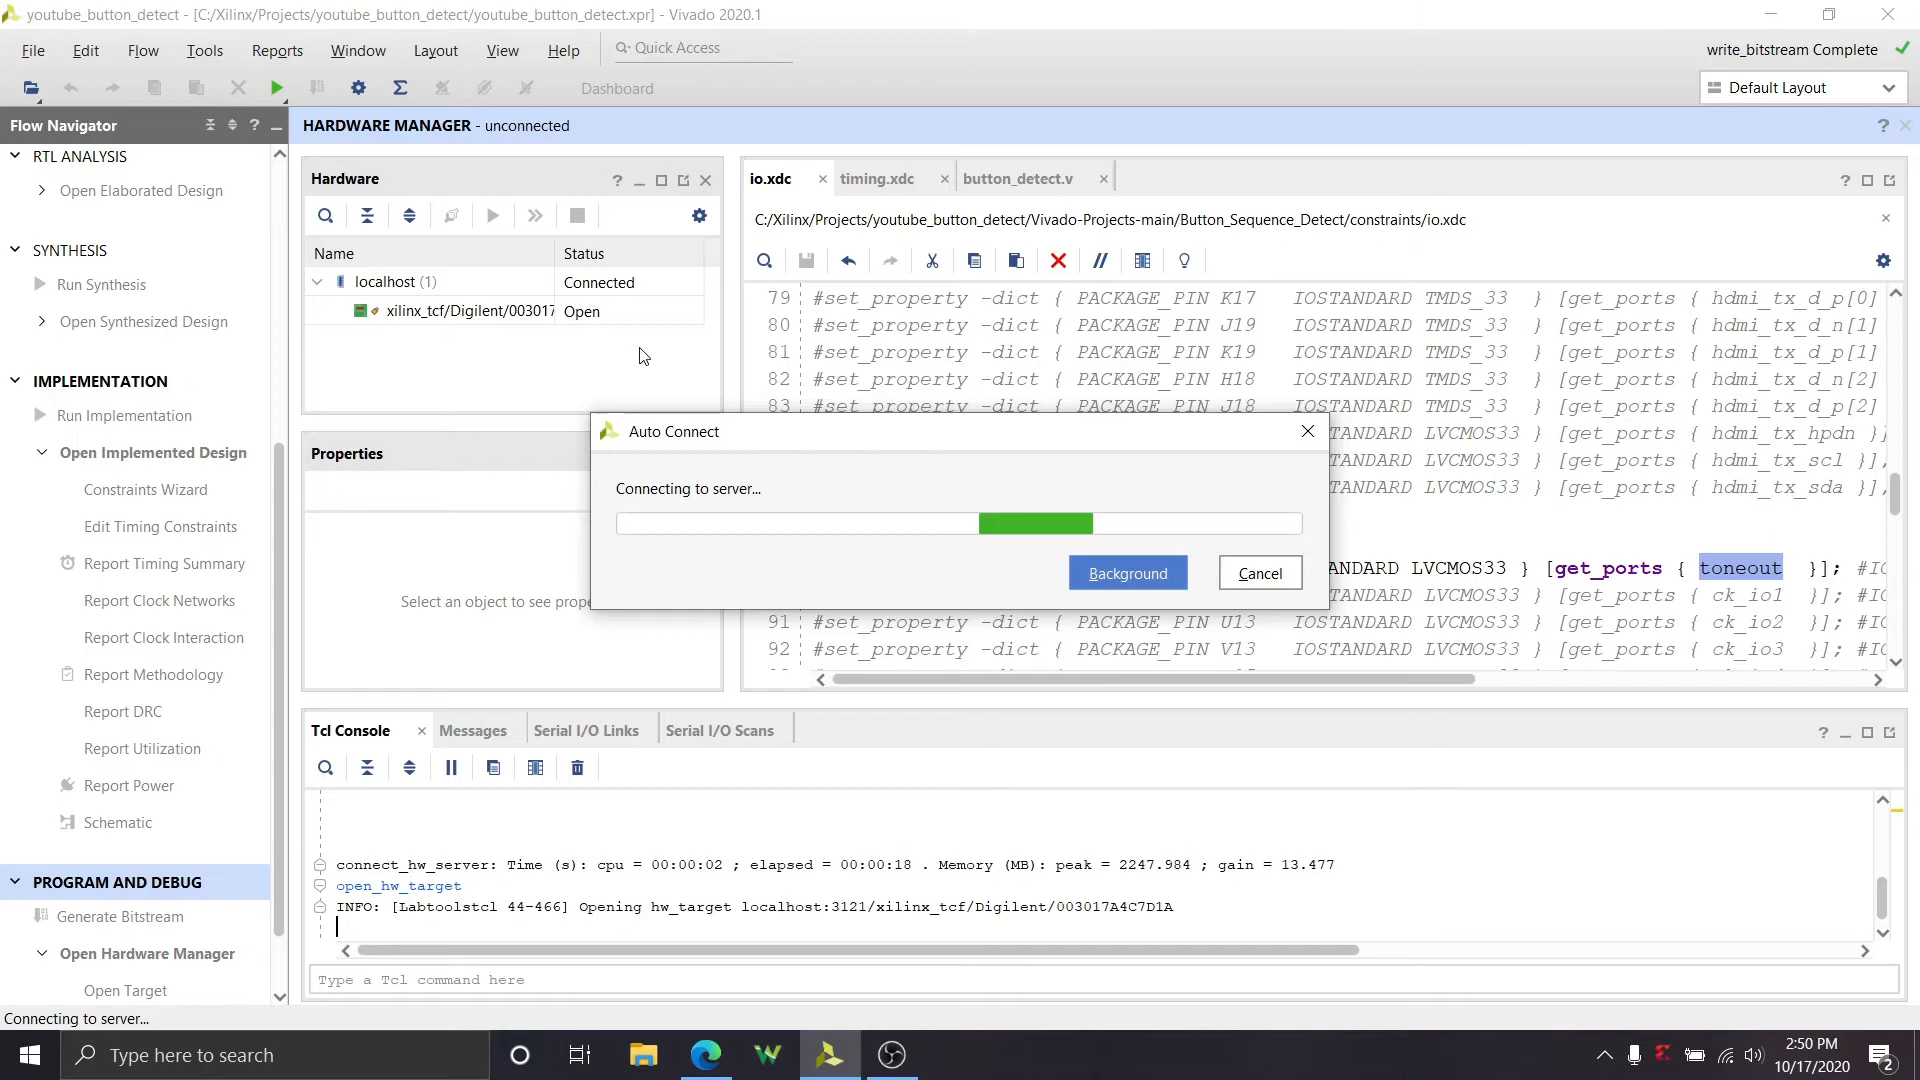 youtube_button_detect - [C:/Xilinx/Projects/youtube_button_detect/youtube_button_detect.xpr] - Vivado 2020.1
File Edit Flow Tools Reports Window Layout View Help Quick Access
write_bitstream Complete
Dashboard
Default Layout
Flow Navigator
HARDWARE MANAGER - unconnected
RTL ANALYSIS
Open Elaborated Design
SYNTHESIS
Run Synthesis
Open Synthesized Design
IMPLEMENTATION
Run Implementation
Open Implemented Design
Constraints Wizard
Edit Timing Constraints
Report Timing Summary
Report Clock Networks
Report Clock Interaction
Report Methodology
Report DRC
Report Utilization
Report Power
Schematic
PROGRAM AND DEBUG
Generate Bitstream
Open Hardware Manager
Open Target
Hardware
Name Status
localhost (1) Connected
xilinx_tcf/Digilent/003017 Open
Properties
Select an object to see prope
io.xdc timing.xdc button_detect.v
C:/Xilinx/Projects/youtube_button_detect/Vivado-Projects-main/Button_Sequence_Detect/constraints/io.xdc
79 #set_property -dict { PACKAGE_PIN K17 IOSTANDARD TMDS_33 } [get_ports { hdmi_tx_d_p[0]
80 #set_property -dict { PACKAGE_PIN J19 IOSTANDARD TMDS_33 } [get_ports { hdmi_tx_d_n[1]
81 #set_property -dict { PACKAGE_PIN K19 IOSTANDARD TMDS_33 } [get_ports { hdmi_tx_d_p[1]
82 #set_property -dict { PACKAGE_PIN H18 IOSTANDARD TMDS_33 } [get_ports { hdmi_tx_d_n[2]
83 #set_property -dict { PACKAGE_PIN J18 IOSTANDARD TMDS_33 } [get_ports { hdmi_tx_d_p[2]
TANDARD LVCMOS33 } [get_ports { hdmi_tx_hpdn }]
TANDARD LVCMOS33 } [get_ports { hdmi_tx_scl }];
TANDARD LVCMOS33 } [get_ports { hdmi_tx_sda }];
ANDARD LVCMOS33 } [get_ports { toneout }]; #IO
TANDARD LVCMOS33 } [get_ports { ck_io1 }]; #IO
91 #set_property -dict { PACKAGE_PIN U13 IOSTANDARD LVCMOS33 } [get_ports { ck_io2 }]; #IO
92 #set_property -dict { PACKAGE_PIN V13 IOSTANDARD LVCMOS33 } [get_ports { ck_io3 }]; #IO
Auto Connect
Connecting to server...
Background Cancel
Tcl Console Messages Serial I/O Links Serial I/O Scans
connect_hw_server: Time (s): cpu = 00:00:02 ; elapsed = 00:00:18 . Memory (MB): peak = 2247.984 ; gain = 13.477
open_hw_target
INFO: [Labtoolstcl 44-466] Opening hw_target localhost:3121/xilinx_tcf/Digilent/003017A4C7D1A
Type a Tcl command here
Connecting to server...
Type here to search
2:50 PM
10/17/2020
2